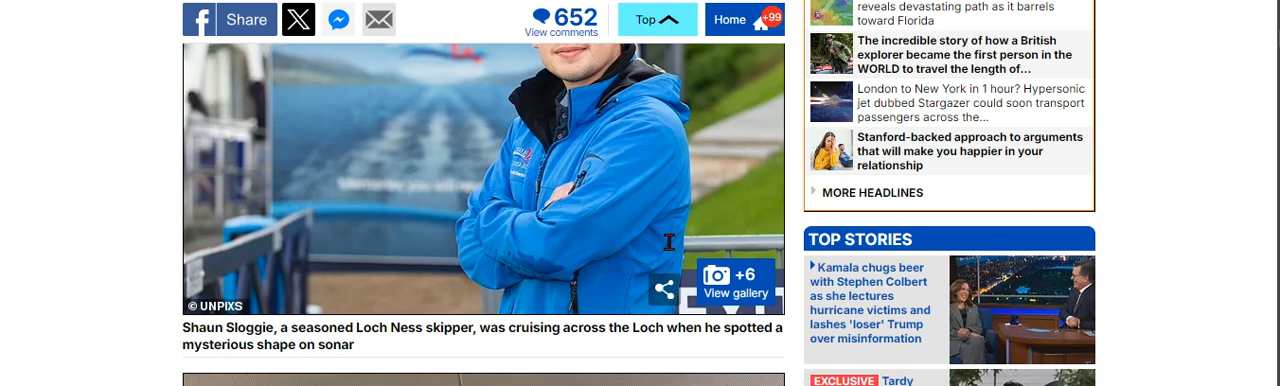 Share
652
View comments
Top
Home
+99
© UNPIXS
+6
View gallery
Shaun Sloggie, a seasoned Loch Ness skipper, was cruising across the Loch when he spotted a
mysterious shape on sonar
reveals devastating path as it barrels
toward Florida
The incredible story of how a British
explorer became the first person in the
WORLD to travel the length of...
London to New York in 1 hour? Hypersonic
jet dubbed Stargazer could soon transport
passengers across the...
Stanford-backed approach to arguments
that will make you happier in your
relationship
MORE HEADLINES
TOP STORIES
Kamala chugs beer
with Stephen Colbert
as she lectures
hurricane victims and
lashes 'loser' Trump
over misinformation
EXCLUSIVE Tardy